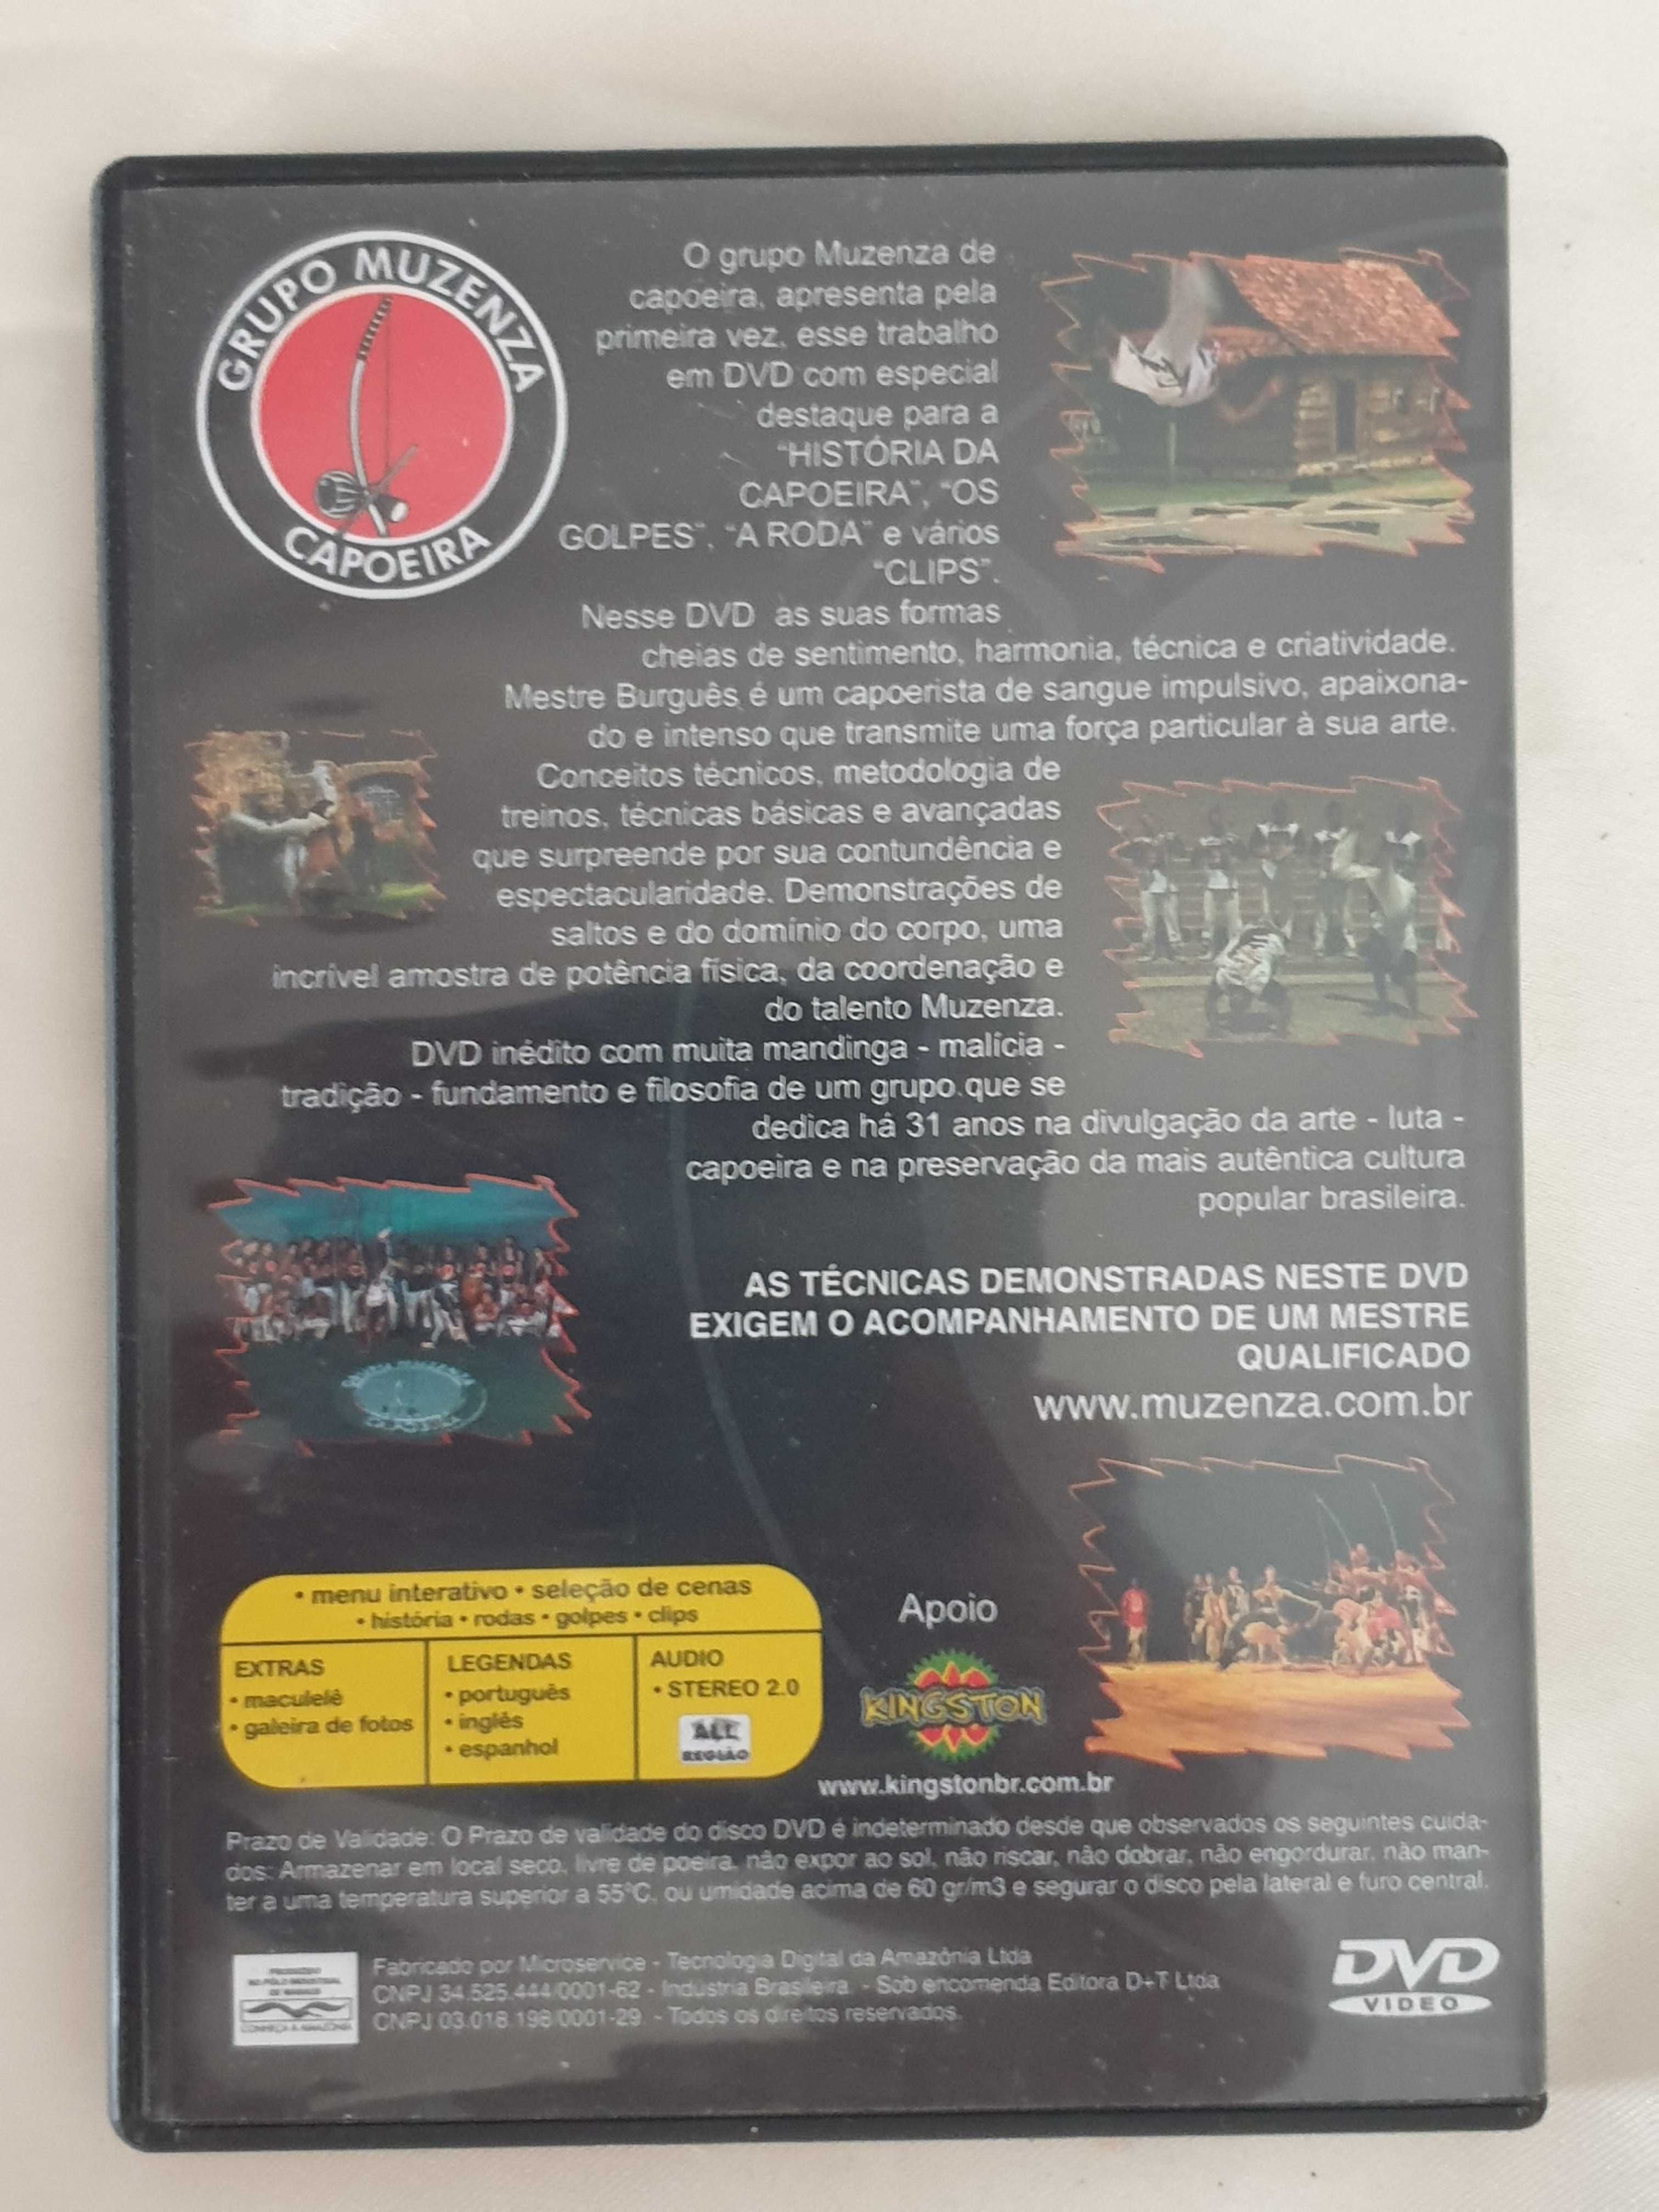 GRUPO MUZENZA
CAPOEIRA
O grupo Muzenza de
capoeira, apresenta pela
primeira vez, esse trabalho
em DVD com especial
destaque para a
"HISTÓRIA DA
CAPOEIRA", "OS
GOLPES", "A RODA" e vários
"CLIPS".
Nesse DVD as suas formas
cheias de sentimento, harmonia, técnica e criatividade.
Mestre Burguês é um capoerista de sangue impulsivo, apaixona-
do e intenso que transmite uma força particular à sua arte.
Conceitos técnicos, metodologia de
treinos, técnicas básicas e avançadas
que surpreende por sua contundência e
espectacularidade. Demonstrações de
saltos e do domínio do corpo, uma
incrível amostra de potência física, da coordenação e
do talento Muzenza.
DVD inédito com muita mandinga - malícia -
tradição - fundamento e filosofia de um grupo que se
dedica há 31 anos na divulgação da arte - luta -
capoeira e na preservação da mais autêntica cultura
popular brasileira.
AS TÉCNICAS DEMONSTRADAS NESTE DVD
EXIGEM O ACOMPANHAMENTO DE UM MESTRE
QUALIFICADO
www.muzenza.com.br
• menu interativo • seleção de cenas
• história • rodas • golpes • clips
EXTRAS
• maculelê
• galeira de fotos
LEGENDAS
• português
• inglês
• espanhol
AUDIO
• STEREO 2.0
ALL
REGIÃO
Apoio
KINGSTON
www.kingstonbr.com.br
Prazo de Validade: O Prazo de validade do disco DVD é indeterminado desde que observados os seguintes cuida-
dos: Armazenar em local seco, livre de poeira, não expor ao sol, não riscar, não dobrar, não engordurar, não man-
ter a uma temperatura superior a 55°C, ou umidade acima de 60 gr/m3 e segurar o disco pela lateral e furo central.
PRODUZIDO
NO PÓLO INDUSTRIAL
DE MANAUS
CONHEÇA A AMAZÔNIA
Fabricado por Microservice - Tecnologia Digital da Amazônia Ltda
CNPJ 34.525.444/0001-62 - Indústria Brasileira. - Sob encomenda Editora D+T Ltda
CNPJ 03.018.198/0001-29. - Todos os direitos reservados.
DVD
VIDEO